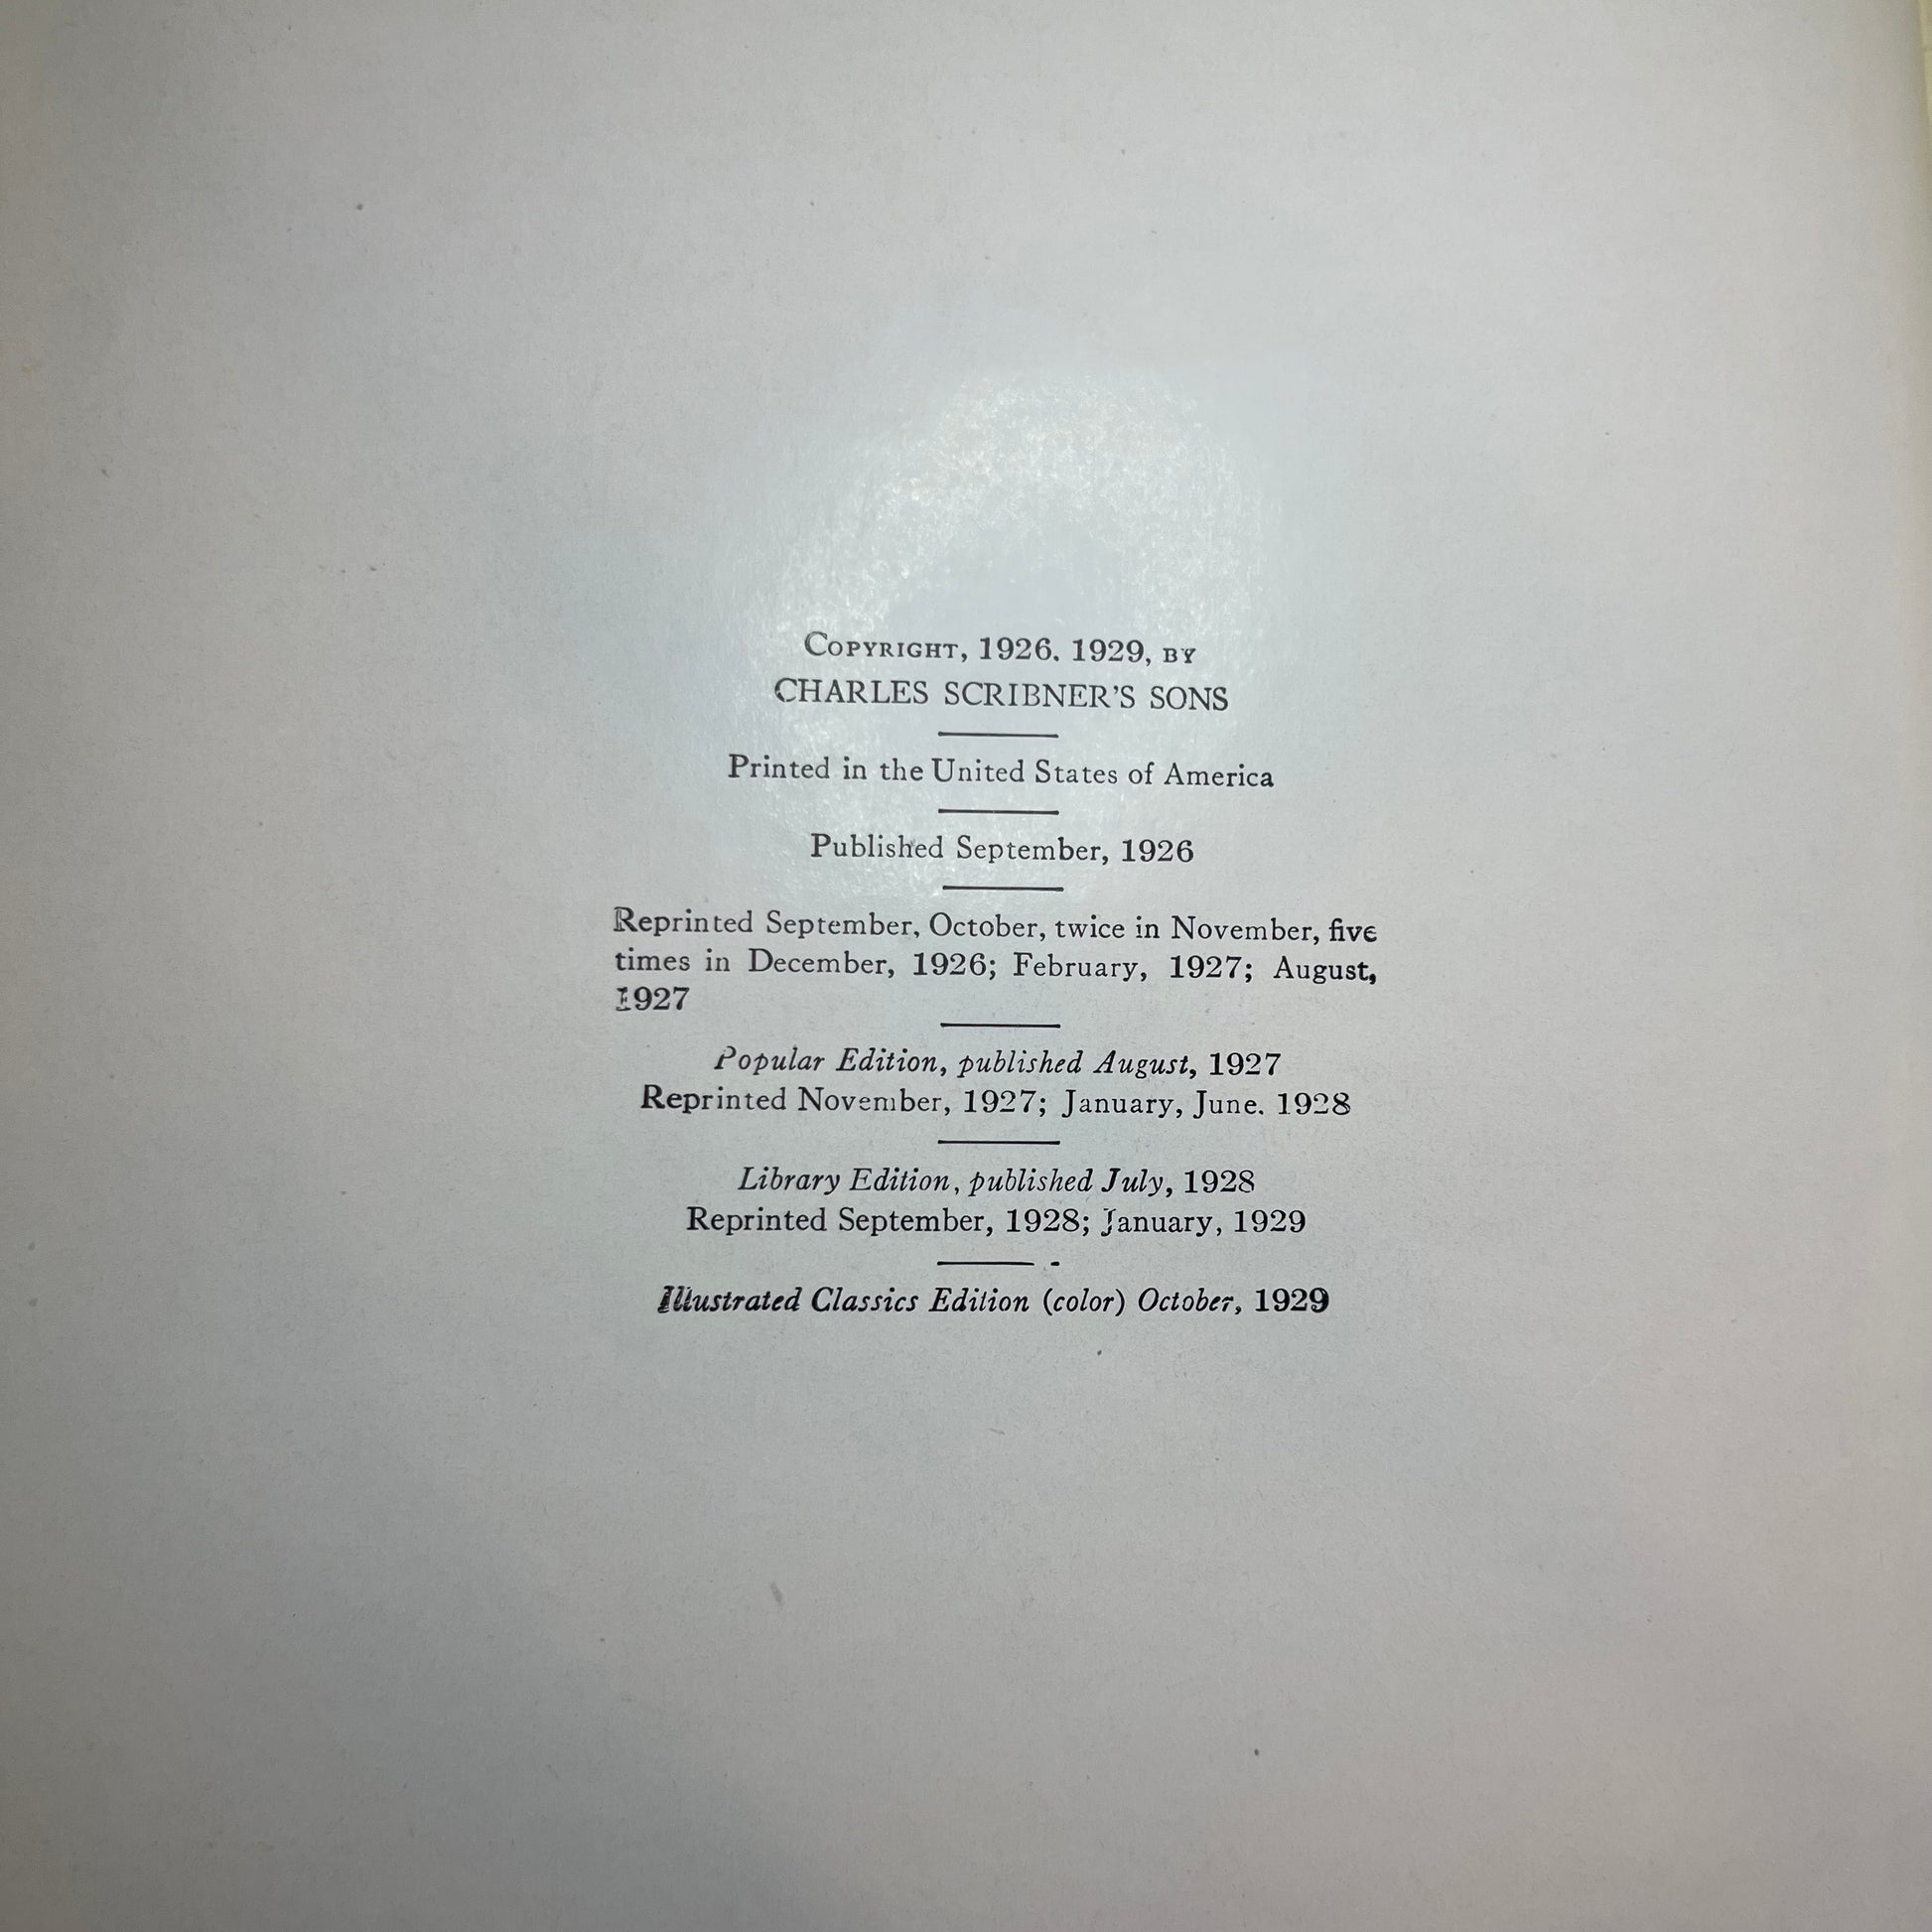 COPYRIGHT, 1926. 1929, BY
CHARLES SCRIBNER'S SONS
Printed in the United States of America
Published September, 1926
Reprinted September, October, twice in November, five
times in December, 1926; February, 1927; August,
1927
Popular Edition, published August, 1927
Reprinted November, 1927; January, June. 1928
Library Edition, published July, 1928
Reprinted September, 1928; January, 1929
Illustrated Classics Edition (color) October, 1929